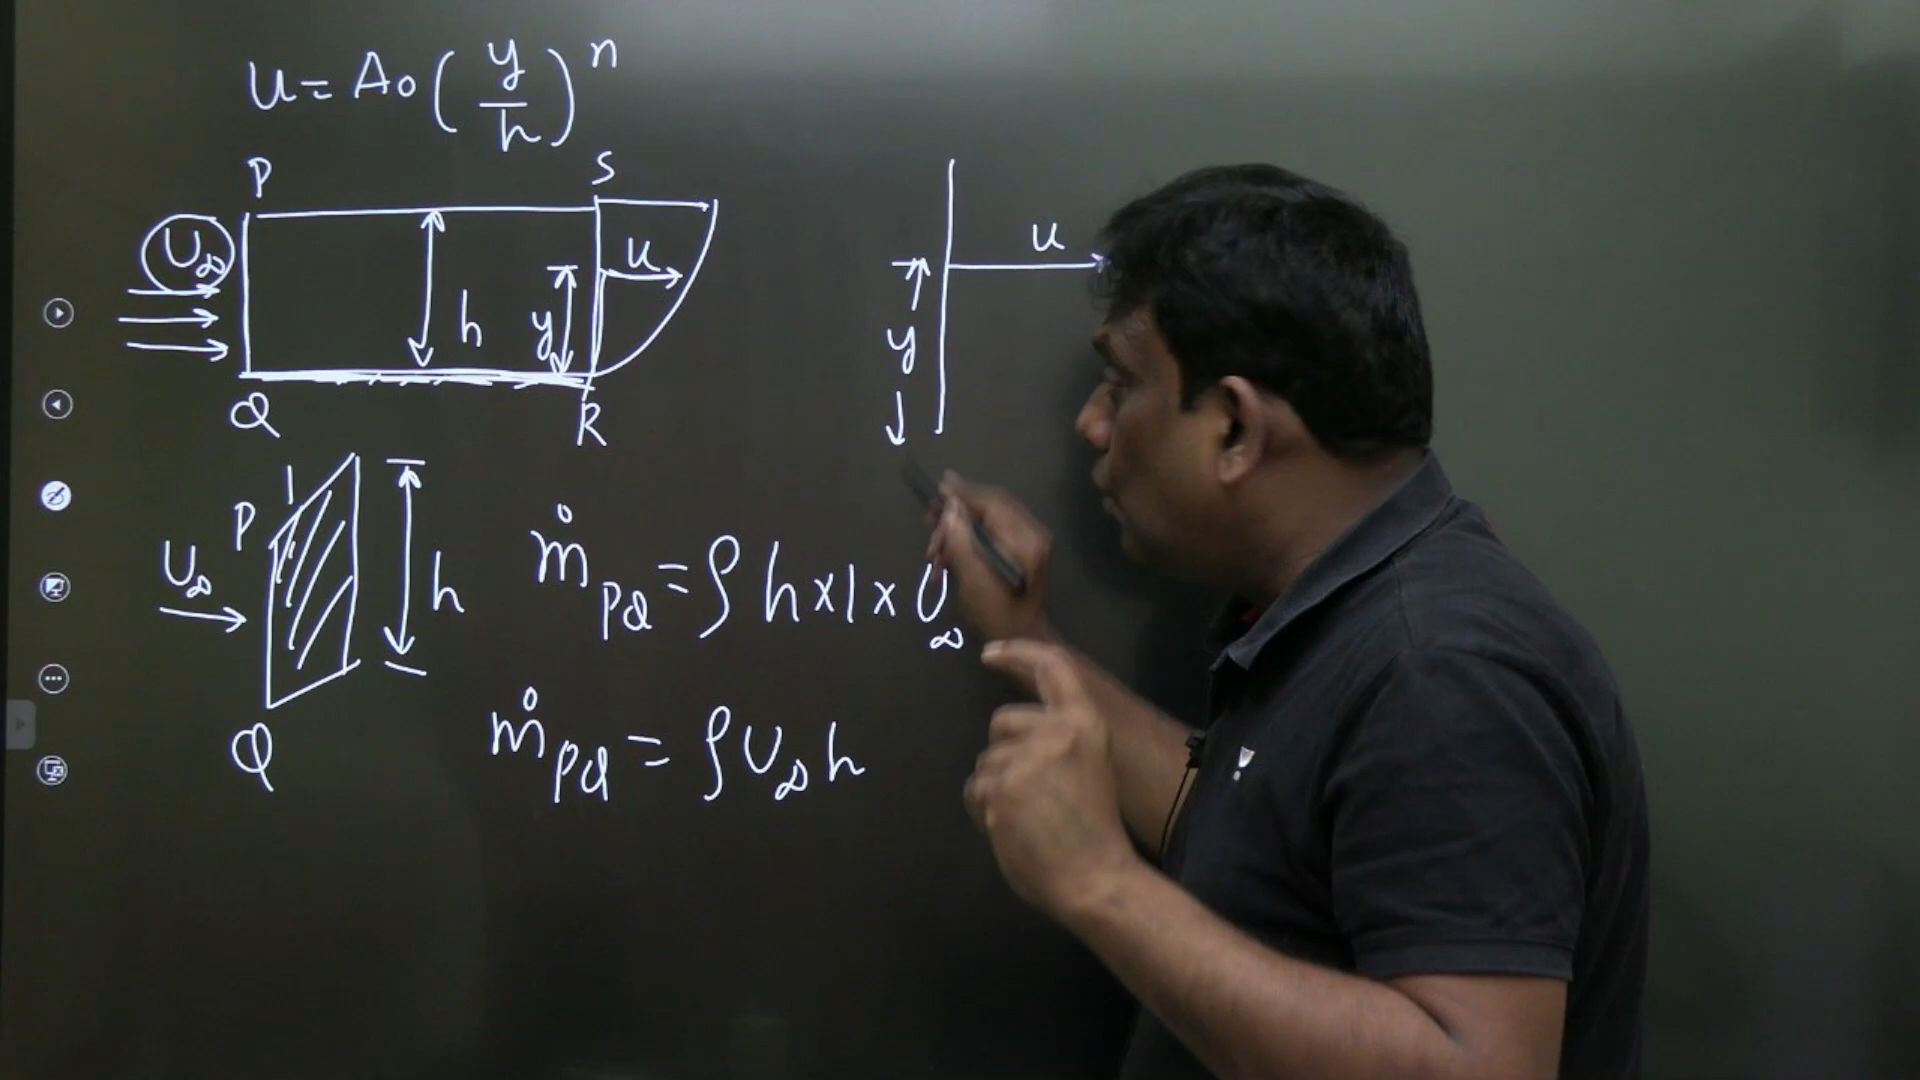 u = A₀ (y/h)ⁿ
P S
U∞ u
h y
Q R
u
y
P 1
U∞ h
Q
ṁ_PQ = ρ h × 1 × U∞
ṁ_PQ = ρ U∞ h